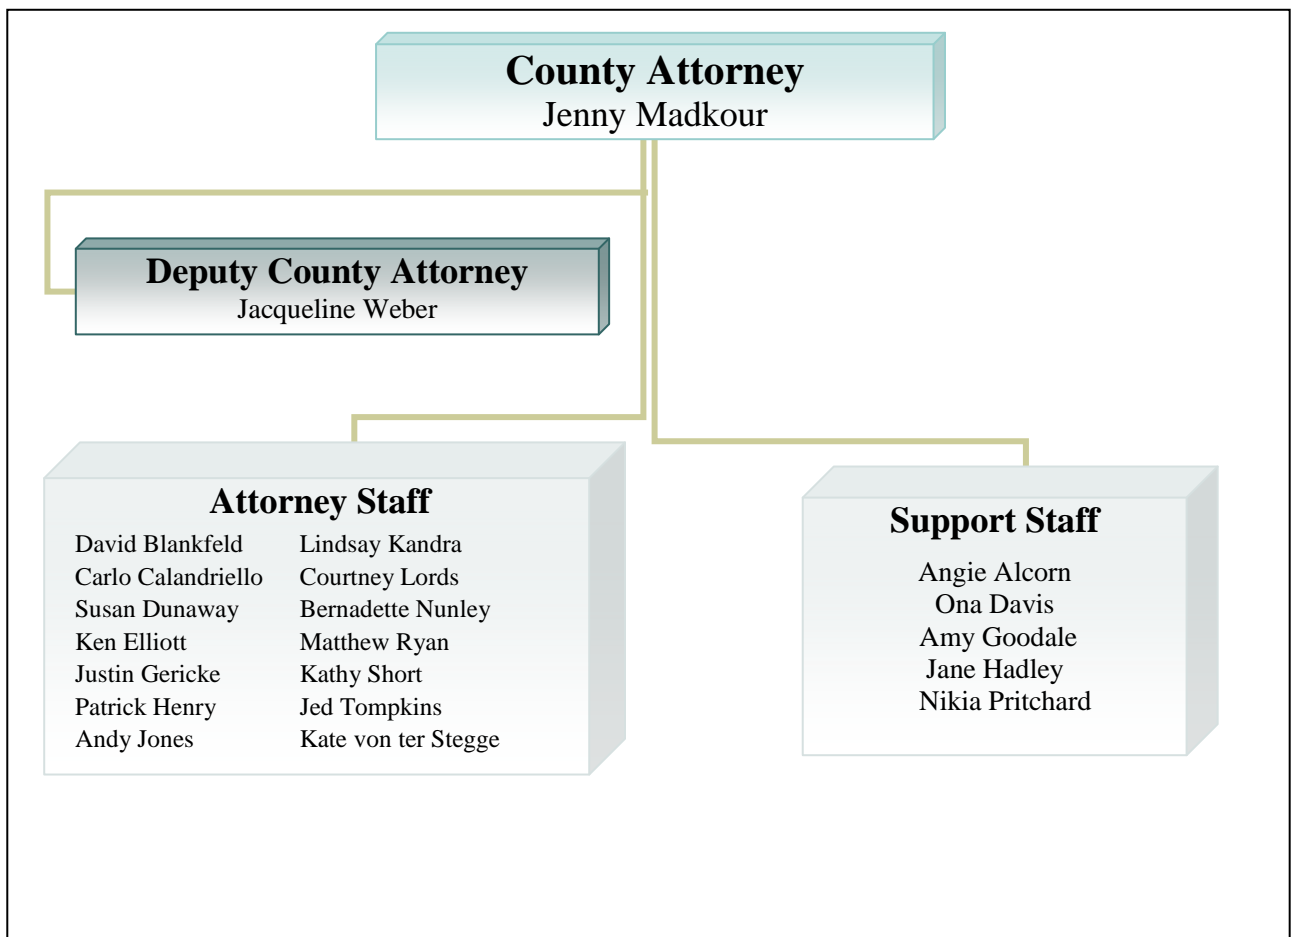 County Attorney
Jenny Madkour
Deputy County Attorney
Jacqueline Weber
Attorney Staff
David Blankfeld Lindsay Kandra
Carlo Calandriello Courtney Lords
Susan Dunaway Bernadette Nunley
Ken Elliott Matthew Ryan
Justin Gericke Kathy Short
Patrick Henry Jed Tompkins
Andy Jones Kate von ter Stegge
Support Staff
Angie Alcorn
Ona Davis
Amy Goodale
Jane Hadley
Nikia Pritchard